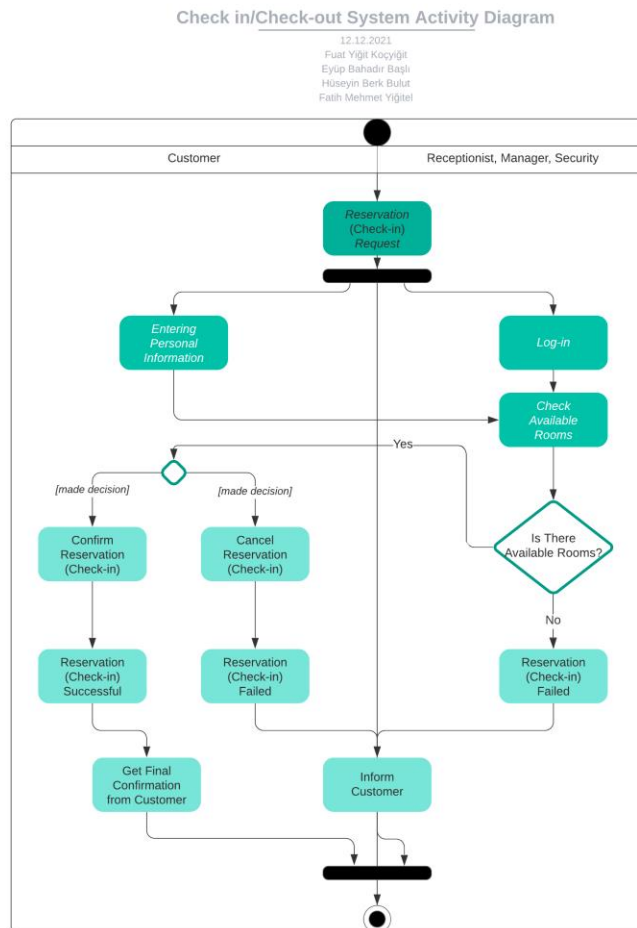 Check in/Check-out System Activity Diagram
12.12.2021
Fuat Yiğit Koçyiğit
Eyüp Bahadır Başlı
Hüseyin Berk Bulut
Fatih Mehmet Yiğitel
Customer
Receptionist, Manager, Security
Reservation
(Check-in)
Request
Entering
Personal
Information
Log-in
Check
Available
Rooms
Yes
[made decision]
[made decision]
Confirm
Reservation
(Check-in)
Cancel
Reservation
(Check-in)
Is There
Available Rooms?
No
Reservation
(Check-in)
Successful
Reservation
(Check-in)
Failed
Reservation
(Check-in)
Failed
Get Final
Confirmation
from Customer
Inform
Customer